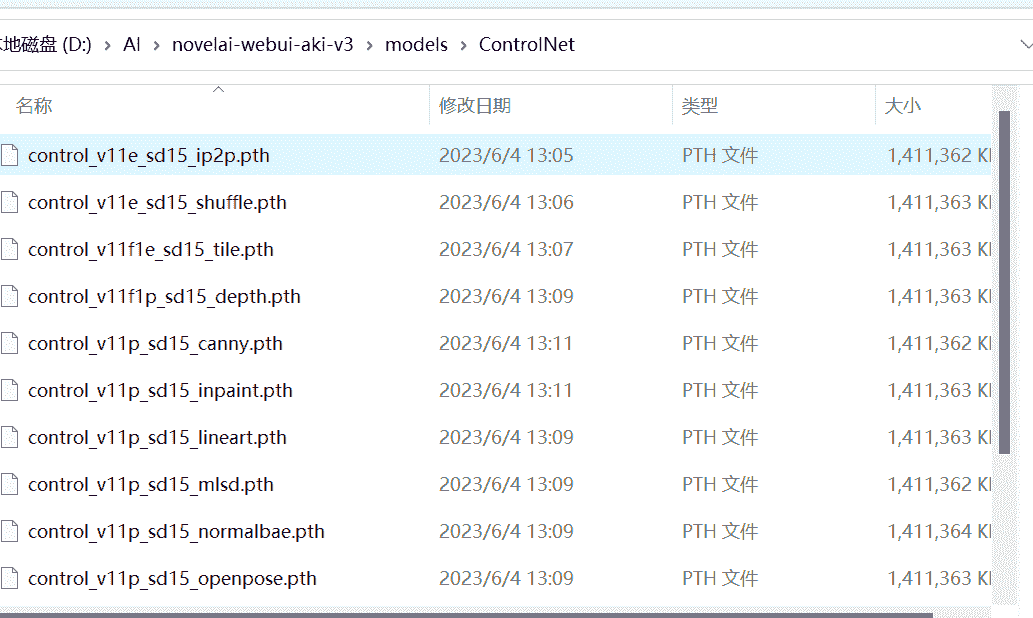 地磁盘 (D:) › AI › novelai-webui-aki-v3 › models › ControlNet
名称 修改日期 类型 大小
control_v11e_sd15_ip2p.pth 2023/6/4 13:05 PTH 文件 1,411,362
control_v11e_sd15_shuffle.pth 2023/6/4 13:06 PTH 文件 1,411,363
control_v11f1e_sd15_tile.pth 2023/6/4 13:07 PTH 文件 1,411,363
control_v11f1p_sd15_depth.pth 2023/6/4 13:09 PTH 文件 1,411,363
control_v11p_sd15_canny.pth 2023/6/4 13:11 PTH 文件 1,411,362
control_v11p_sd15_inpaint.pth 2023/6/4 13:11 PTH 文件 1,411,363
control_v11p_sd15_lineart.pth 2023/6/4 13:09 PTH 文件 1,411,363
control_v11p_sd15_mlsd.pth 2023/6/4 13:09 PTH 文件 1,411,362
control_v11p_sd15_normalbae.pth 2023/6/4 13:09 PTH 文件 1,411,364
control_v11p_sd15_openpose.pth 2023/6/4 13:09 PTH 文件 1,411,363